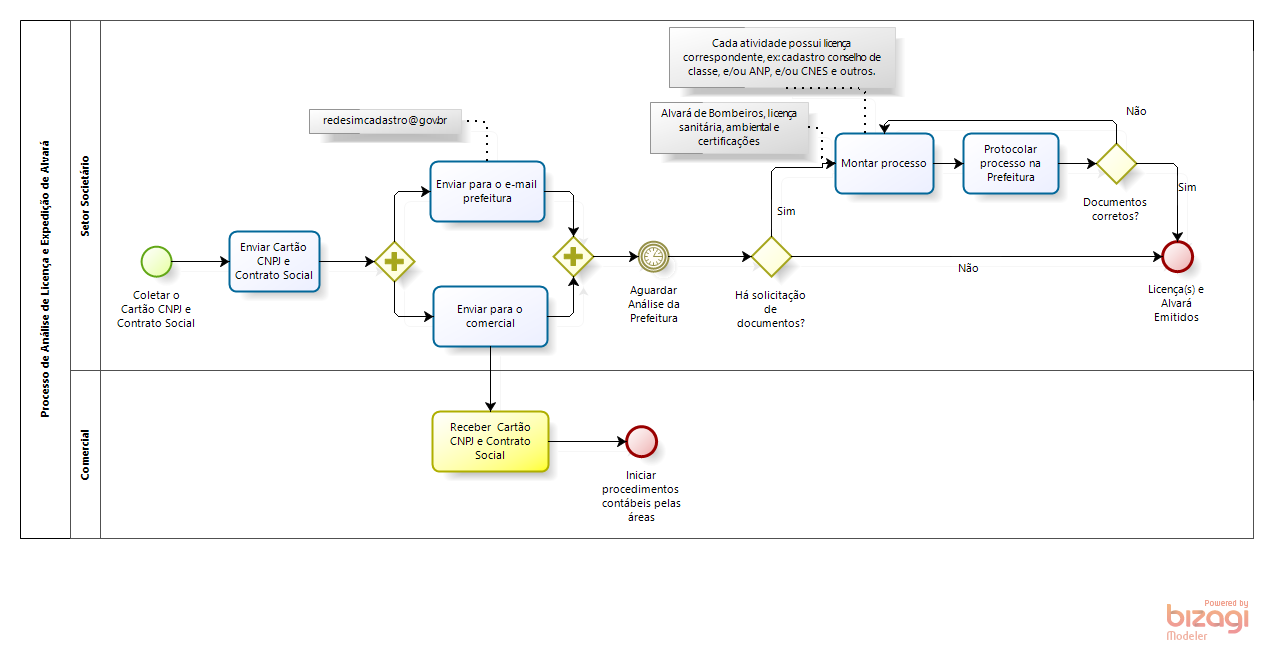 Processo de Análise de Licença e Expedição de Alvará
Setor Societário
Comercial
Coletar o
Cartão CNPJ e
Contrato Social
Enviar Cartão
CNPJ e
Contrato Social
redesimcadastro@gov.br
Enviar para o e-mail
prefeitura
Enviar para o
comercial
Aguardar
Análise da
Prefeitura
Há solicitação
de
documentos?
Sim
Não
Cada atividade possui licença
correspondente, ex: cadastro conselho de
classe, e/ou ANP, e/ou CNES e outros.
Alvará de Bombeiros, licença
sanitária, ambiental e
certificações
Montar processo
Protocolar
processo na
Prefeitura
Documentos
corretos?
Não
Sim
Licença(s) e
Alvará
Emitidos
Receber Cartão
CNPJ e Contrato
Social
Iniciar
procedimentos
contábeis pelas
áreas
Powered by
bizagi
Modeler